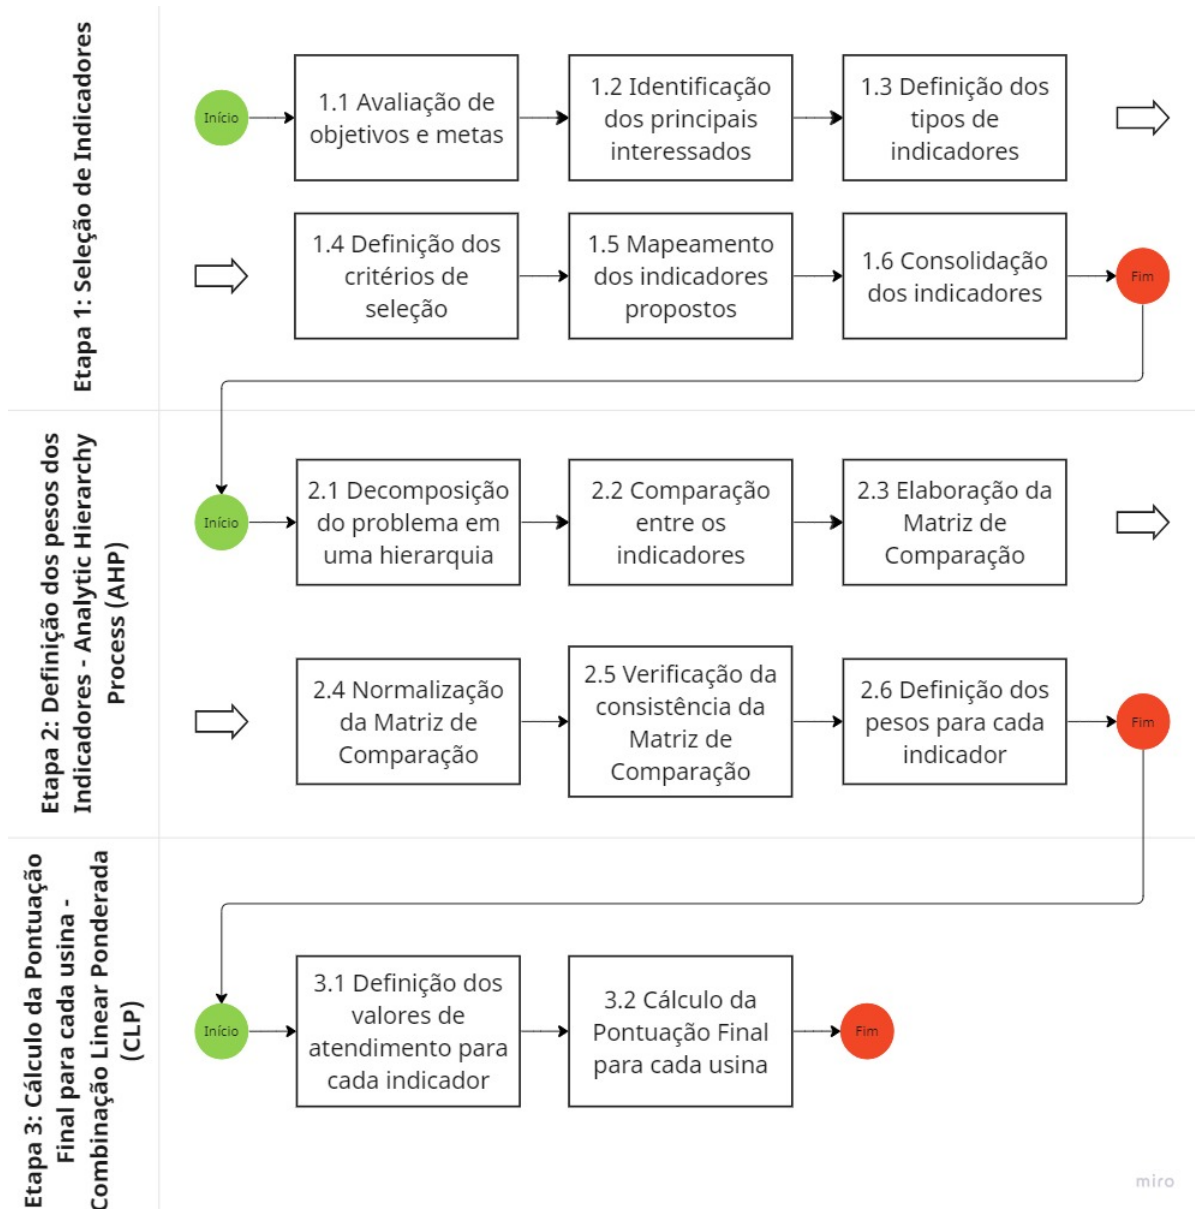 Etapa 1: Seleção de Indicadores
Início
1.1 Avaliação de
objetivos e metas
1.2 Identificação
dos principais
interessados
1.3 Definição dos
tipos de
indicadores
1.4 Definição dos
critérios de
seleção
1.5 Mapeamento
dos indicadores
propostos
1.6 Consolidação
dos indicadores
Fim
Etapa 2: Definição dos pesos dos
Indicadores - Analytic Hierarchy
Process (AHP)
Início
2.1 Decomposição
do problema em
uma hierarquia
2.2 Comparação
entre os
indicadores
2.3 Elaboração da
Matriz de
Comparação
2.4 Normalização
da Matriz de
Comparação
2.5 Verificação da
consistência da
Matriz de
Comparação
2.6 Definição dos
pesos para cada
indicador
Fim
Etapa 3: Cálculo da Pontuação
Final para cada usina -
Combinação Linear Ponderada
(CLP)
Início
3.1 Definição dos
valores de
atendimento para
cada indicador
3.2 Cálculo da
Pontuação Final
para cada usina
Fim
miro